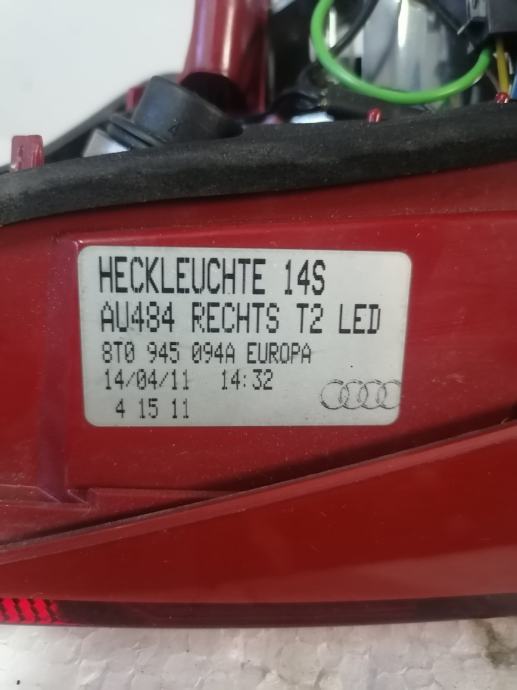 HECKLEUCHTE 14S
AU484 RECHTS T2 LED
8T0 945 094A EUROPA
14/04/11 14:32
4 15 11